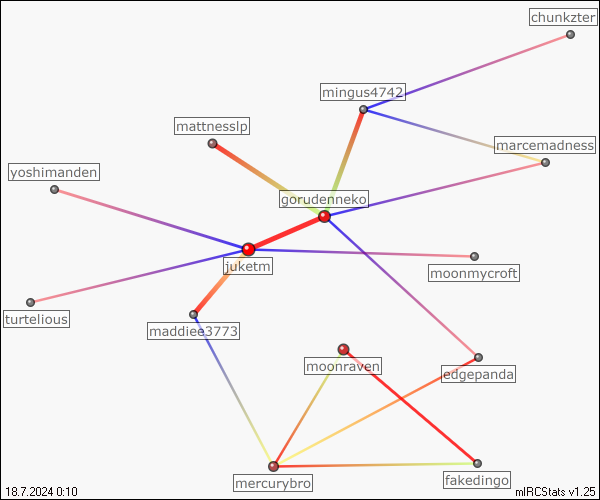 chunkzter
mingus4742
mattnesslp
marcemadness
yoshimanden
gorudenneko
juketm
moonmycroft
turtelious
maddiee3773
moonraven
edgepanda
mercurybro
fakedingo
18.7.2024 0:10
mIRCStats v1.25